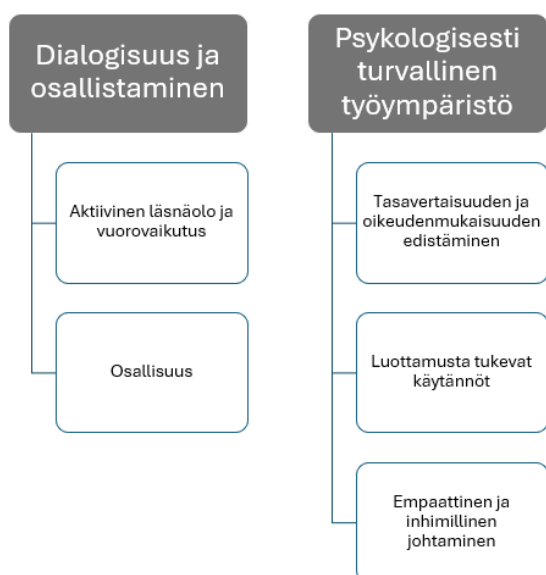 Dialogisuus ja
osallistaminen
Aktiivinen läsnäolo ja
vuorovaikutus
Osallisuus
Psykologisesti
turvallinen
työympäristö
Tasavertaisuuden ja
oikeudenmukaisuuden
edistäminen
Luottamusta tukevat
käytännöt
Empaattinen ja
inhimillinen
johtaminen